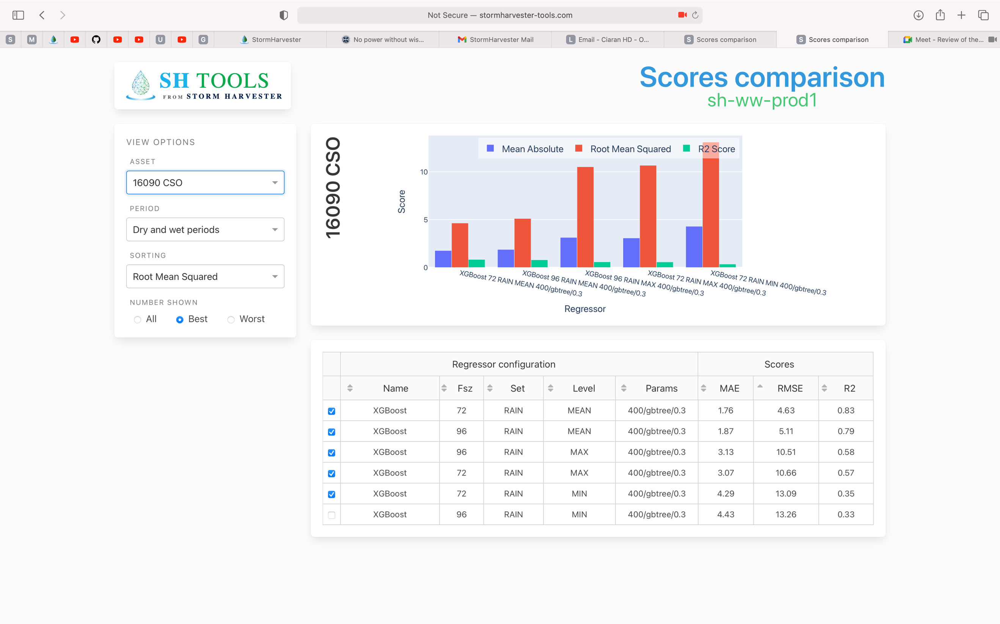 Not Secure — stormharvester-tools.com
S
M
U
G
StormHarvester
No power without wis...
StormHarvester Mail
L Email - Ciaran HD - O...
S Scores comparison
S Scores comparison
Meet - Review of the...
SH TOOLS
FROM STORM HARVESTER
Scores comparison
sh-ww-prod1
VIEW OPTIONS
ASSET
16090 CSO
PERIOD
Dry and wet periods
SORTING
Root Mean Squared
NUMBER SHOWN
All Best Worst
16090 CSO
Mean Absolute Root Mean Squared R2 Score
10
5
0
Score
XGBoost 72 RAIN MEAN 400/gbtree/0.3
XGBoost 96 RAIN MEAN 400/gbtree/0.3
XGBoost 96 RAIN MAX 400/gbtree/0.3
XGBoost 72 RAIN MAX 400/gbtree/0.3
XGBoost 72 RAIN MIN 400/gbtree/0.3
Regressor
Regressor configuration Scores
Name Fsz Set Level Params MAE RMSE R2
XGBoost 72 RAIN MEAN 400/gbtree/0.3 1.76 4.63 0.83
XGBoost 96 RAIN MEAN 400/gbtree/0.3 1.87 5.11 0.79
XGBoost 96 RAIN MAX 400/gbtree/0.3 3.13 10.51 0.58
XGBoost 72 RAIN MAX 400/gbtree/0.3 3.07 10.66 0.57
XGBoost 72 RAIN MIN 400/gbtree/0.3 4.29 13.09 0.35
XGBoost 96 RAIN MIN 400/gbtree/0.3 4.43 13.26 0.33